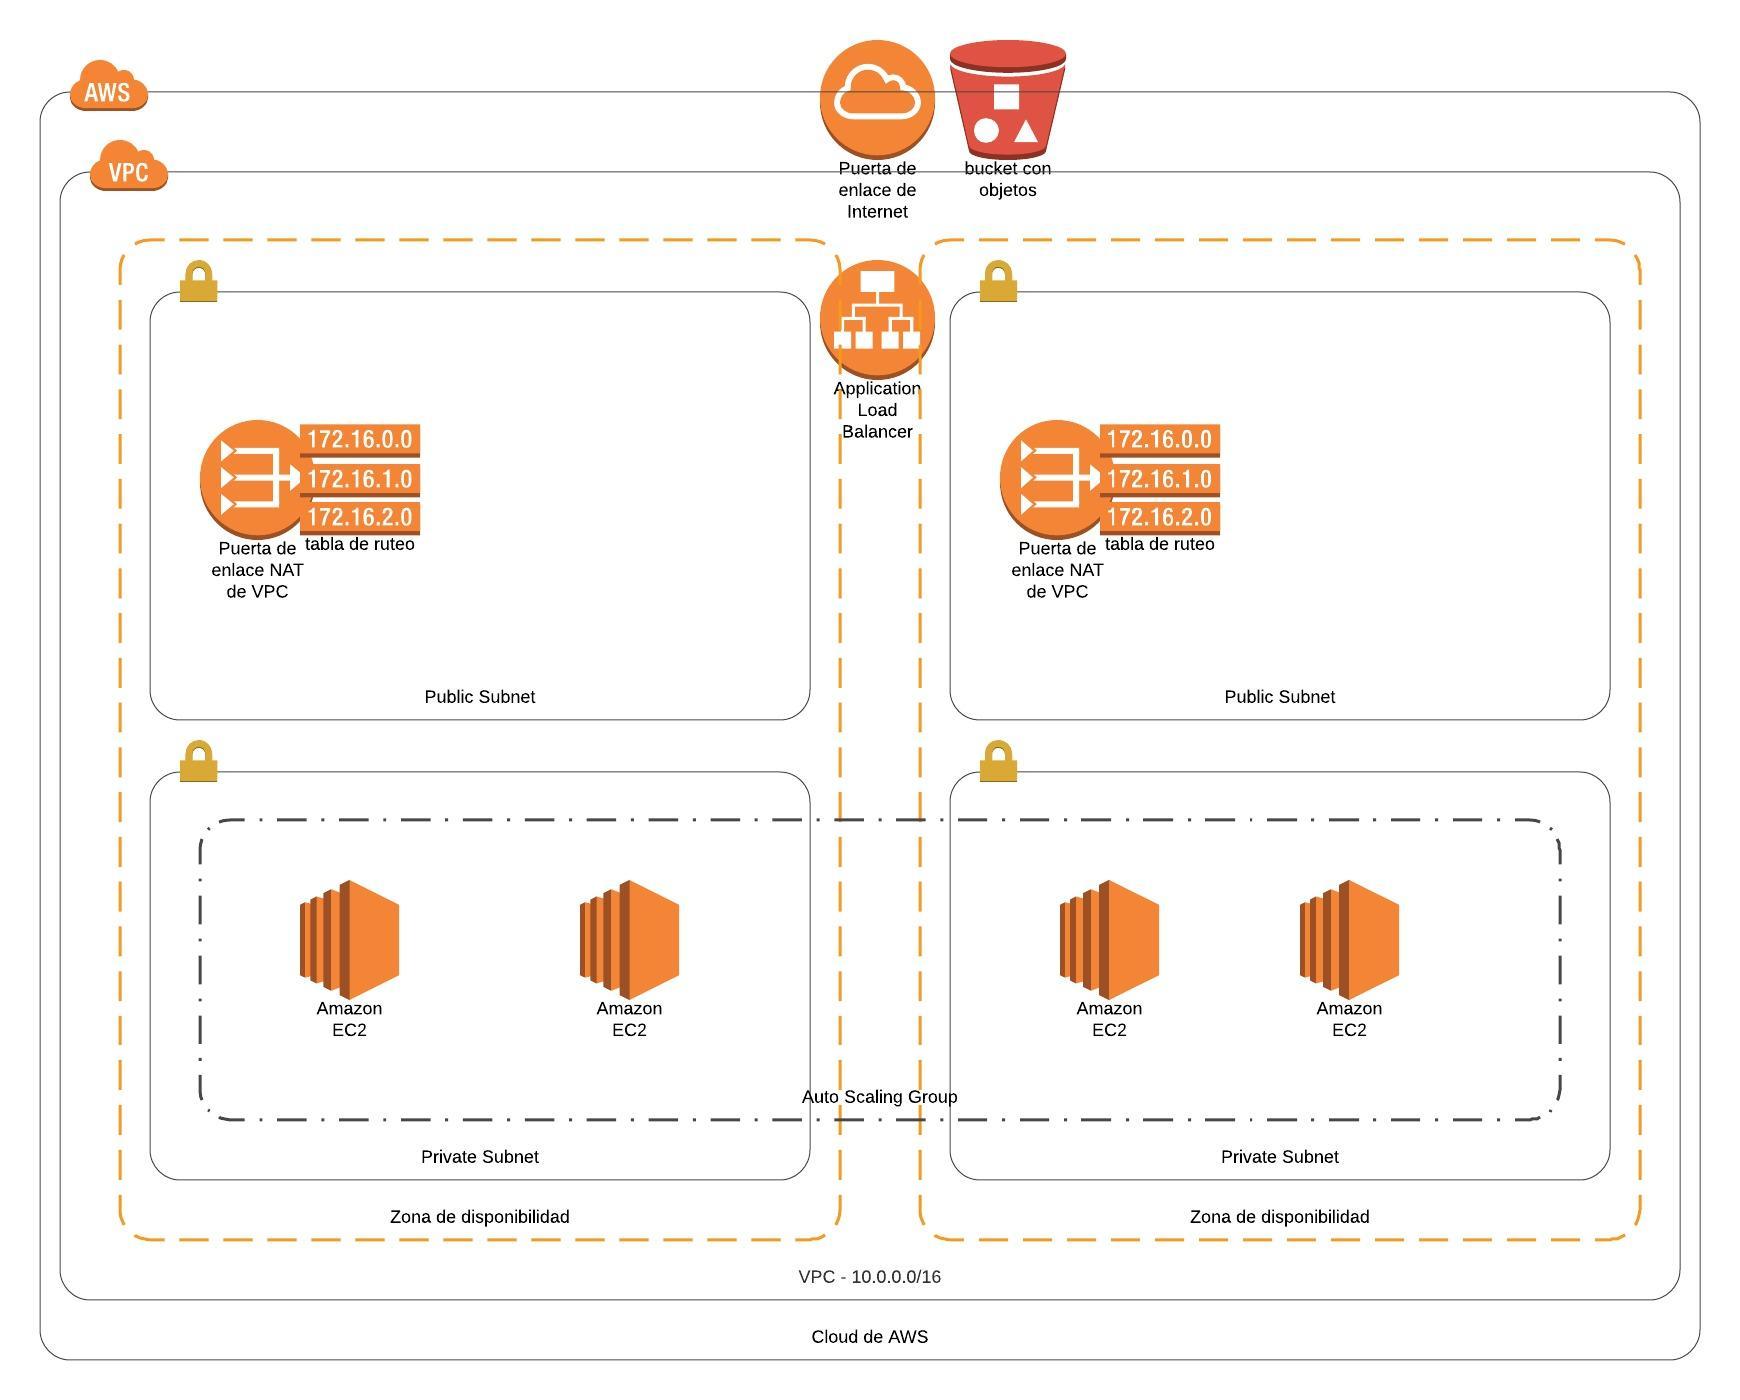 AWS
VPC
Puerta de
enlace de
Internet
bucket con
objetos
Application
Load
Balancer
172.16.0.0
172.16.1.0
172.16.2.0
Puerta de
enlace NAT
de VPC
tabla de ruteo
Public Subnet
172.16.0.0
172.16.1.0
172.16.2.0
Puerta de
enlace NAT
de VPC
tabla de ruteo
Public Subnet
Amazon
EC2
Amazon
EC2
Amazon
EC2
Amazon
EC2
Auto Scaling Group
Private Subnet
Private Subnet
Zona de disponibilidad
Zona de disponibilidad
VPC - 10.0.0.0/16
Cloud de AWS